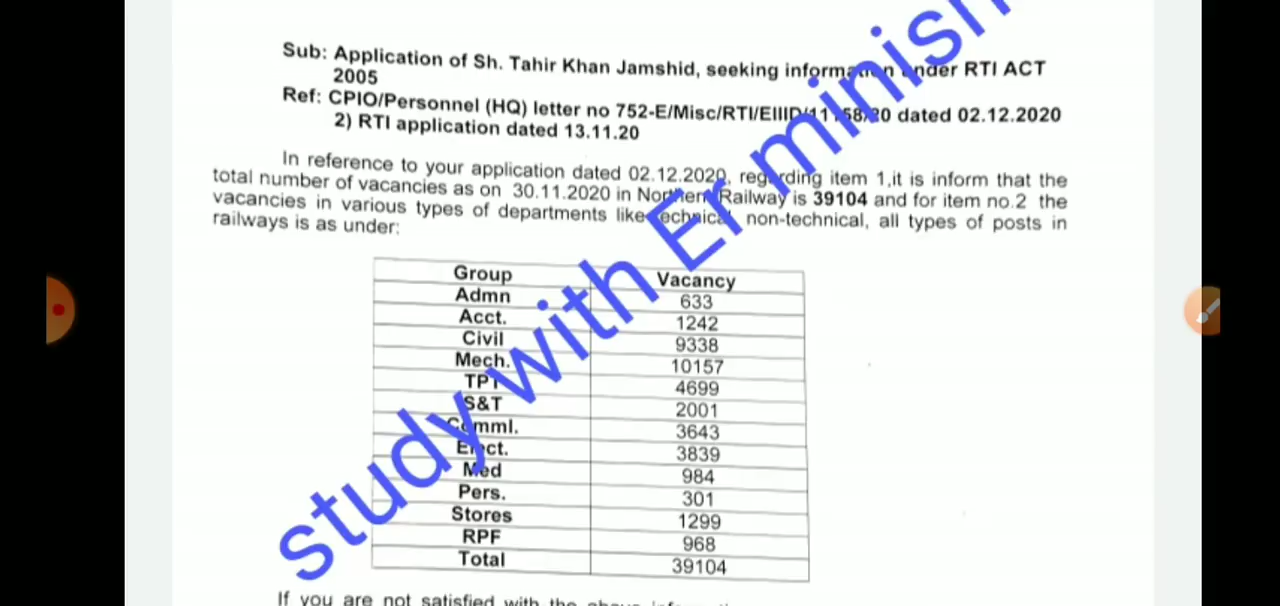 Sub: Application of Sh. Tahir Khan Jamshid, seeking information under RTI ACT
2005
Ref: CPIO/Personnel (HQ) letter no 752-E/Misc/RTI/EIIID/ dated 02.12.2020
2) RTI application dated 13.11.20
In reference to your application dated 02.12.2020, regarding item 1,it is inform that the
total number of vacancies as on 30.11.2020 in Northern Railway is 39104 and for item no.2 the
vacancies in various types of departments like technical, non-technical, all types of posts in
railways is as under:
Group Vacancy
Admn 633
Acct. 1242
Civil 9338
Mech. 10157
TPT 4699
S&T 2001
Comml. 3643
Elect. 3839
Med 984
Pers. 301
Stores 1299
RPF 968
Total 39104
If you are not satisfied with the above
study with Er minish